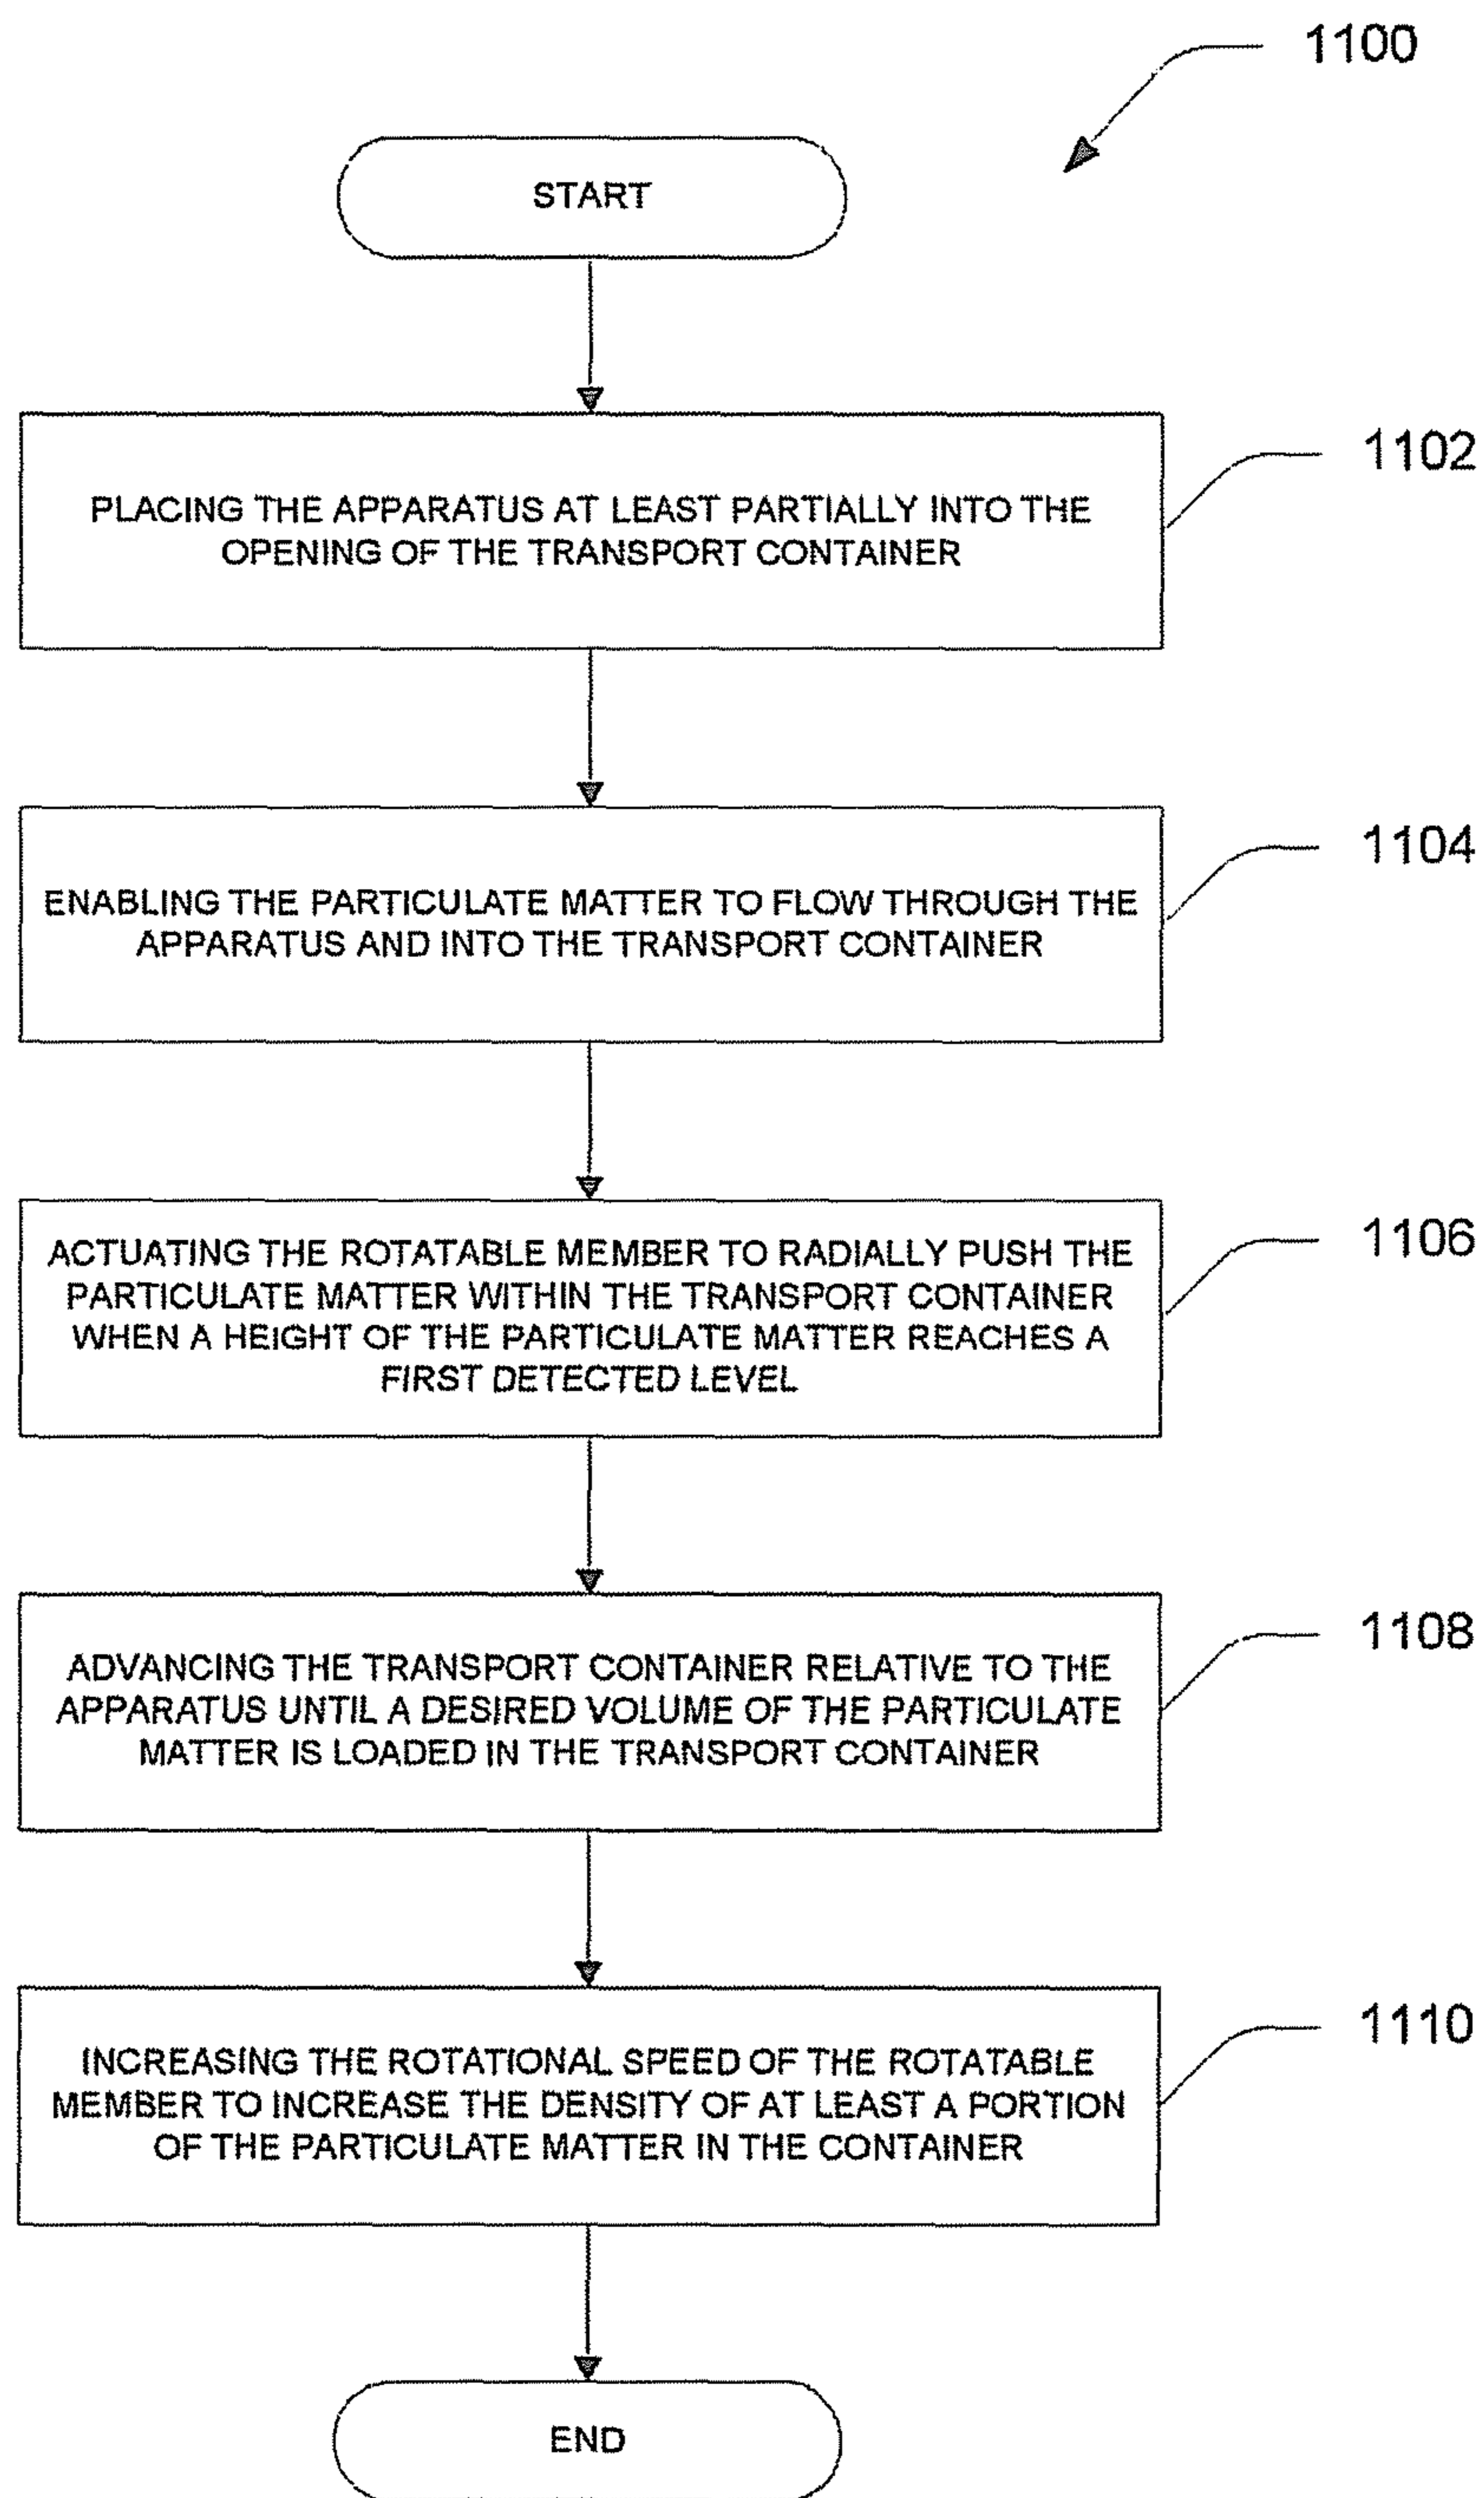 1100
START
1102
PLACING THE APPARATUS AT LEAST PARTIALLY INTO THE
OPENING OF THE TRANSPORT CONTAINER
1104
ENABLING THE PARTICULATE MATTER TO FLOW THROUGH THE
APPARATUS AND INTO THE TRANSPORT CONTAINER
1106
ACTUATING THE ROTATABLE MEMBER TO RADIALLY PUSH THE
PARTICULATE MATTER WITHIN THE TRANSPORT CONTAINER
WHEN A HEIGHT OF THE PARTICULATE MATTER REACHES A
FIRST DETECTED LEVEL
1108
ADVANCING THE TRANSPORT CONTAINER RELATIVE TO THE
APPARATUS UNTIL A DESIRED VOLUME OF THE PARTICULATE
MATTER IS LOADED IN THE TRANSPORT CONTAINER
1110
INCREASING THE ROTATIONAL SPEED OF THE ROTATABLE
MEMBER TO INCREASE THE DENSITY OF AT LEAST A PORTION
OF THE PARTICULATE MATTER IN THE CONTAINER
END